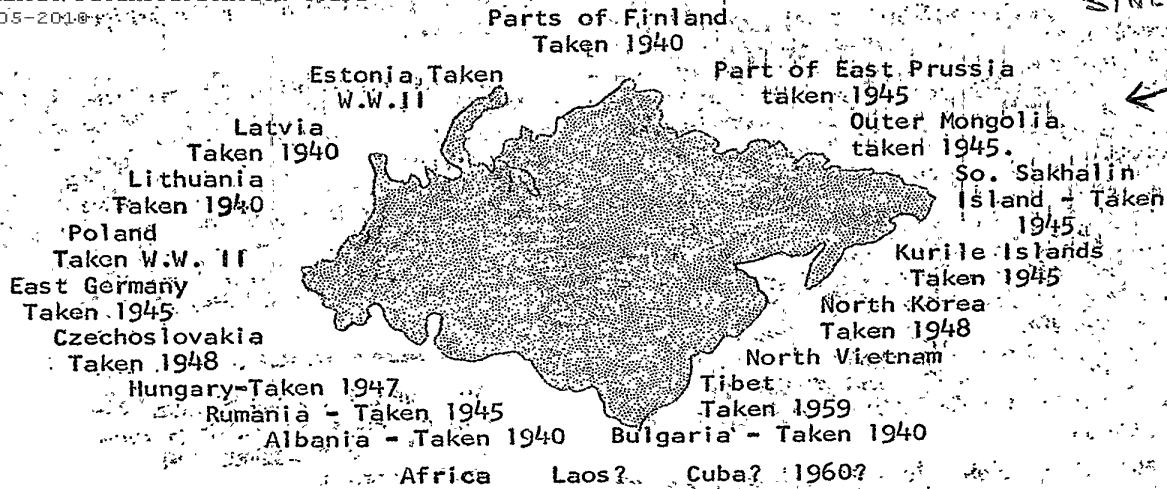 05-2010
Parts of Finland
Taken 1940
Estonia Taken
W.W.II
Part of East Prussia
taken 1945
Latvia
Taken 1940
Outer Mongolia
taken 1945.
Lithuania
Taken 1940
So. Sakhalin
Island - Taken
1945.
Poland
Taken W.W. II
Kurile Islands
Taken 1945
East Germany
Taken 1945
North Korea
Taken 1948
Czechoslovakia
Taken 1948
North Vietnam
Hungary-Taken 1947
Tibet
Taken 1959
Rumania - Taken 1945
Albania - Taken 1940 Bulgaria - Taken 1940
Africa Laos? Cuba? 1960?